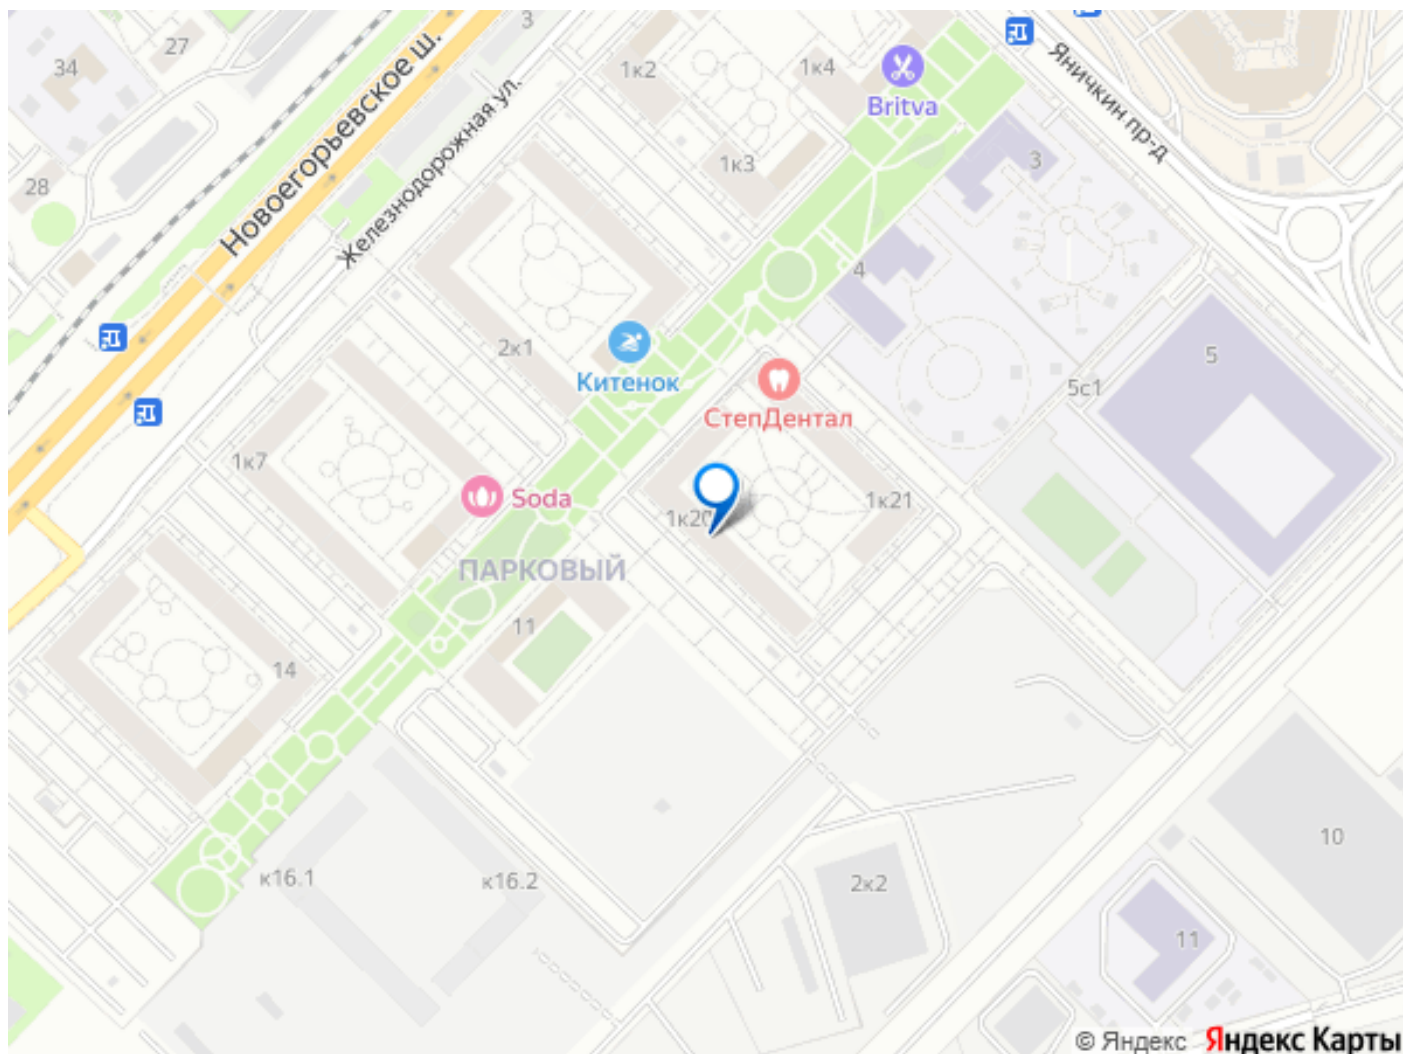 3
27
34
1к2
1к4
Britva
Яничкин пр-д
Новоегорьевское ш.
Железнодорожная ул.
28
1к3
3
4
2к1
Китенок
5
5с1
СтепДентал
1к7
Soda
1к20
1к21
ПАРКОВЫЙ
11
14
10
к16.1
к16.2
2к2
11
© Яндекс Яндекс Карты